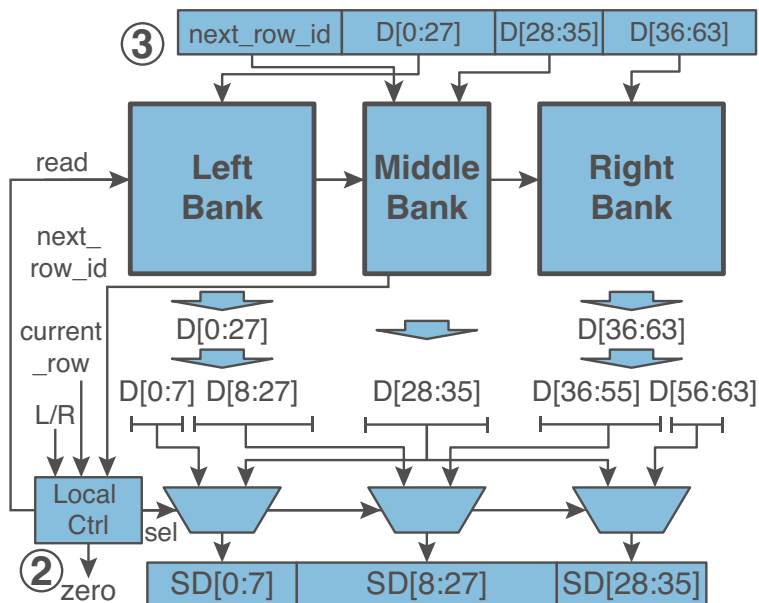 ③ next_row_id D[0:27] D[28:35] D[36:63]
Left Bank
Middle Bank
Right Bank
read
next_
row_id
D[0:27]
D[36:63]
current
_row
D[0:7] D[8:27] D[28:35] D[36:55] D[56:63]
L/R
Local
Ctrl
sel
② zero
SD[0:7] SD[8:27] SD[28:35]